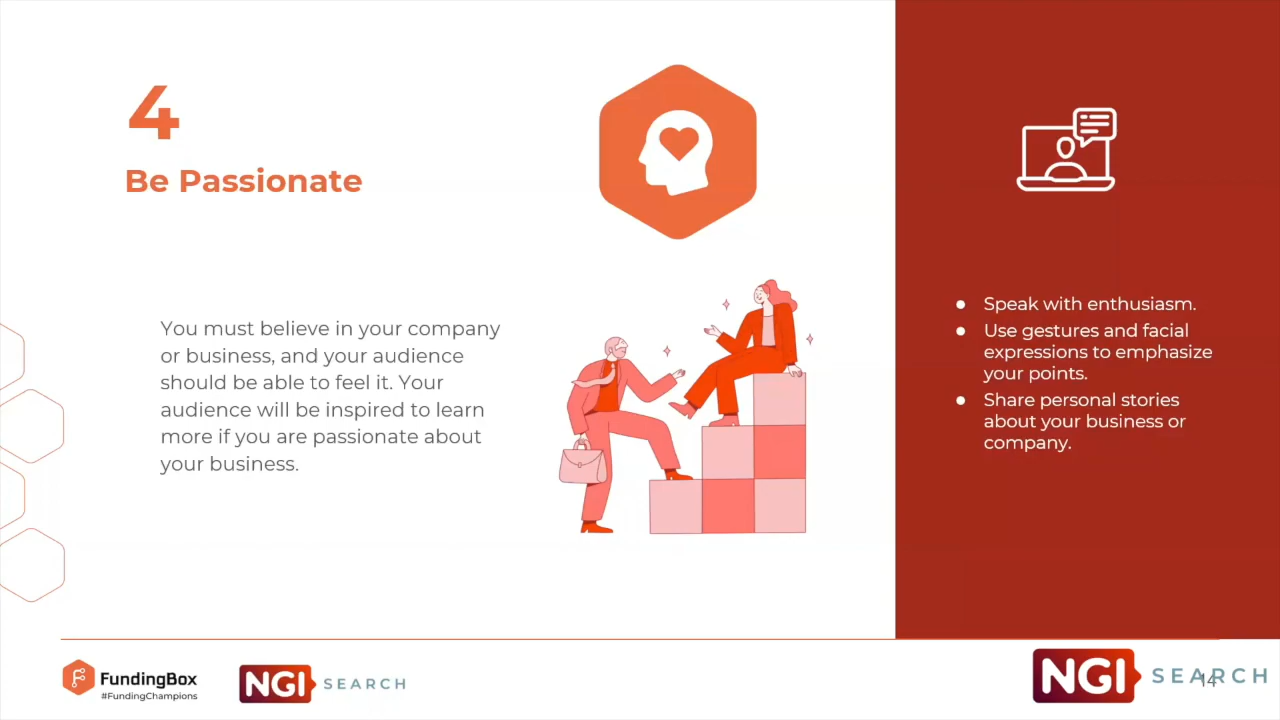 4
Be Passionate
You must believe in your company
or business, and your audience
should be able to feel it. Your
audience will be inspired to learn
more if you are passionate about
your business.
● Speak with enthusiasm.
● Use gestures and facial
expressions to emphasize
your points.
● Share personal stories
about your business or
company.
FundingBox
#FundingChampions
NGI SEARCH
NGI SEARCH
14